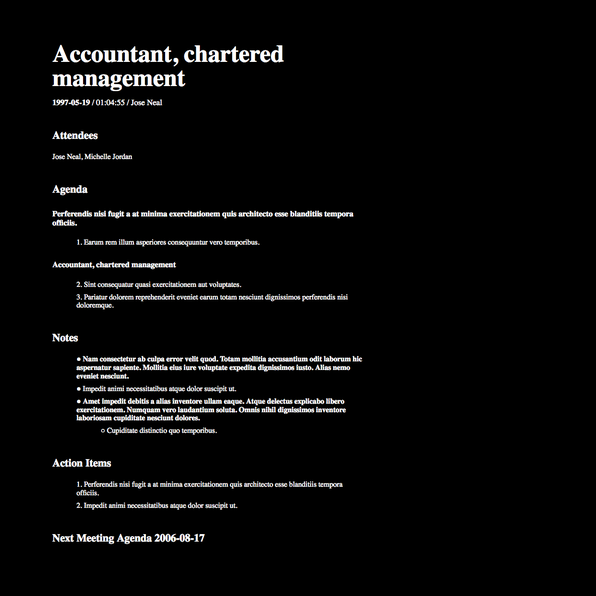 Accountant, chartered
management
1997-05-19 / 01:04:55 / Jose Neal
Attendees
Jose Neal, Michelle Jordan
Agenda
Perferendis nisi fugit a at minima exercitationem quis architecto esse blanditiis tempora
officiis.
1. Earum rem illum asperiores consequuntur vero temporibus.
Accountant, chartered management
2. Sint consequatur quasi exercitationem aut voluptates.
3. Pariatur dolorem reprehenderit eveniet earum totam nesciunt dignissimos perferendis nisi
doloremque.
Notes
● Nam consectetur ab culpa error velit quod. Totam mollitia accusantium odit laborum hic
aspernatur sapiente. Mollitia eius iure voluptate expedita dignissimos iusto. Alias nemo
eveniet nesciunt.
● Impedit animi necessitatibus atque dolor suscipit ut.
● Amet impedit debitis a alias inventore ullam eaque. Atque delectus explicabo libero
exercitationem. Numquam vero laudantium soluta. Omnis nihil dignissimos inventore
laboriosam cupiditate nesciunt dolores.
○ Cupiditate distinctio quo temporibus.
Action Items
1. Perferendis nisi fugit a at minima exercitationem quis architecto esse blanditiis tempora
officiis.
2. Impedit animi necessitatibus atque dolor suscipit ut.
Next Meeting Agenda 2006-08-17